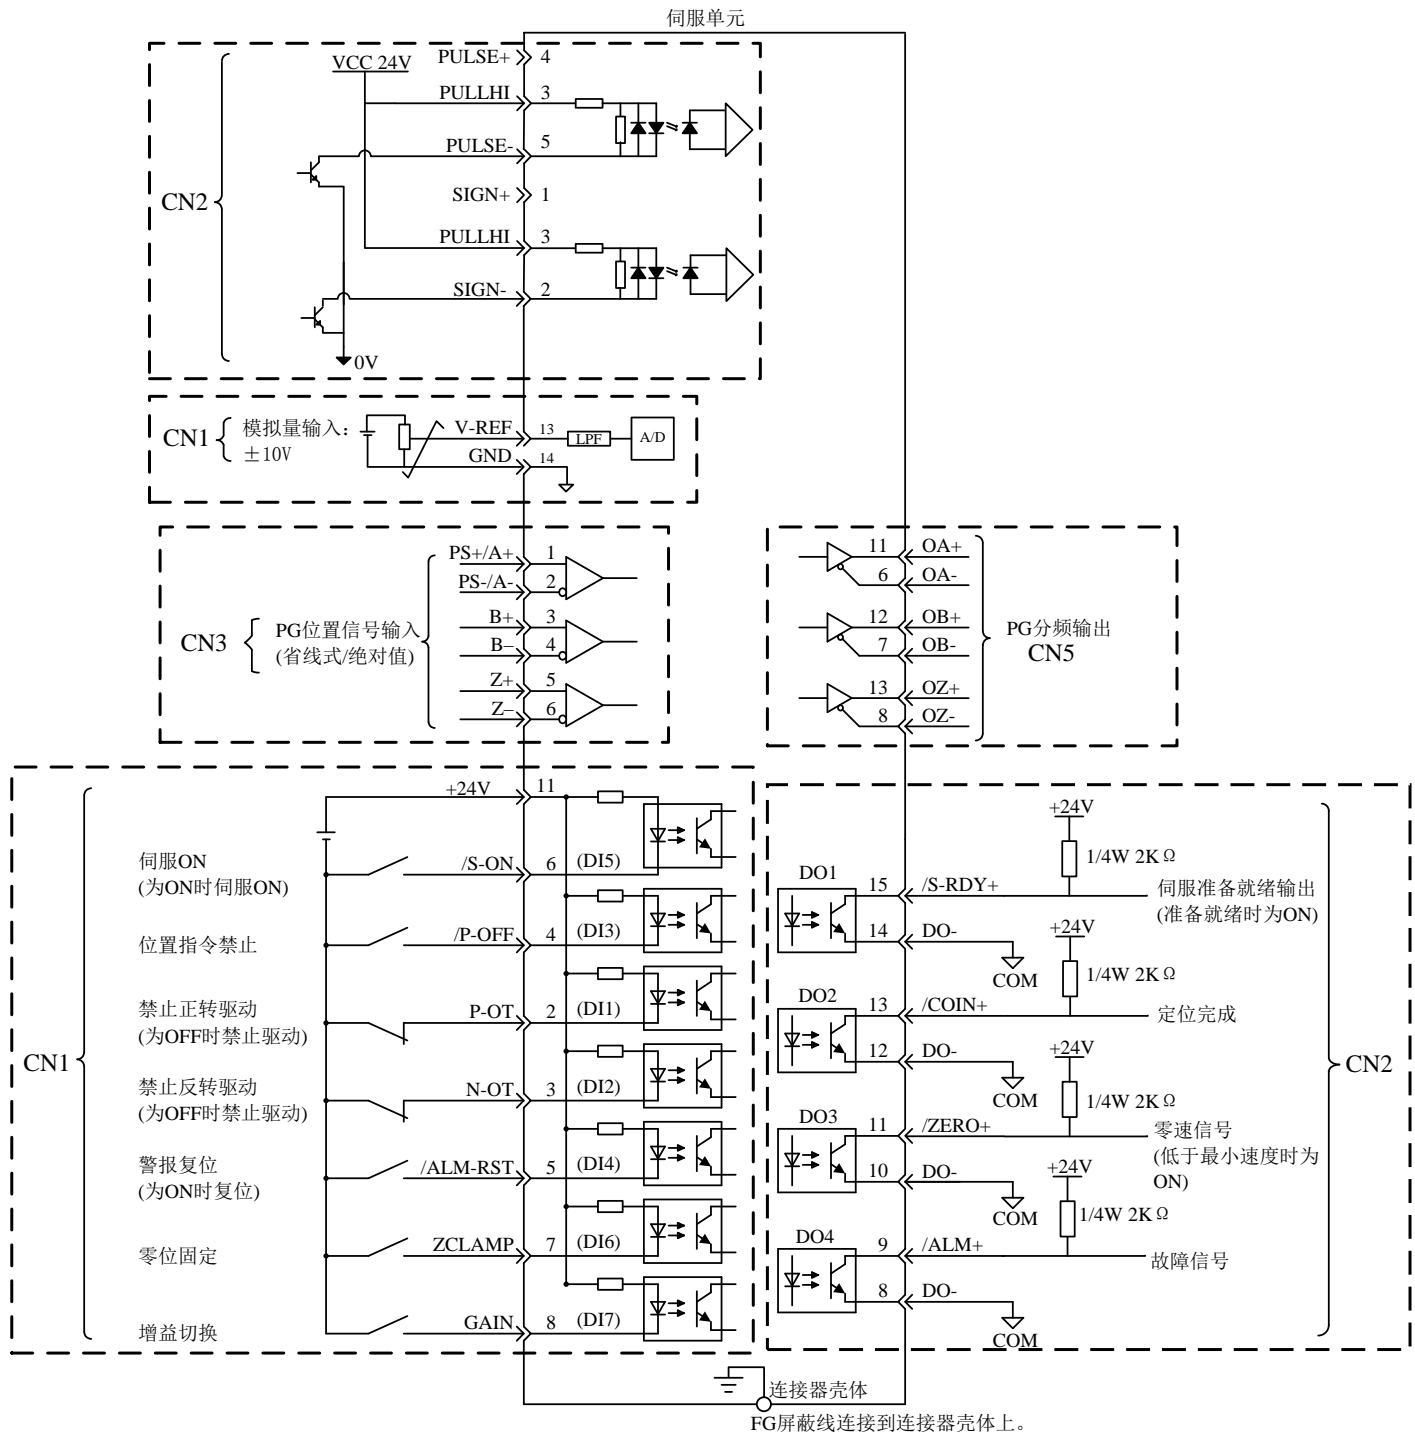 伺服单元
VCC 24V
PULSE+ 4
PULLHI 3
PULSE- 5
SIGN+ 1
PULLHI 3
SIGN- 2
0V
CN2
CN1
模拟量输入:
±10V
V-REF 13
LPF
A/D
GND 14
CN3
PG位置信号输入
(省线式/绝对值)
PS+/A+ 1
PS-/A- 2
B+ 3
B- 4
Z+ 5
Z- 6
11 OA+
6 OA-
12 OB+
7 OB-
13 OZ+
8 OZ-
PG分频输出
CN5
CN1
+24V 11
伺服ON
(为ON时伺服ON)
/S-ON 6 (DI5)
位置指令禁止
/P-OFF 4 (DI3)
禁止正转驱动
(为OFF时禁止驱动)
P-OT 2 (DI1)
禁止反转驱动
(为OFF时禁止驱动)
N-OT 3 (DI2)
警报复位
(为ON时复位)
/ALM-RST 5 (DI4)
零位固定
ZCLAMP 7 (DI6)
增益切换
GAIN 8 (DI7)
+24V
1/4W 2KΩ
DO1
15 /S-RDY+
伺服准备就绪输出
(准备就绪时为ON)
14 DO-
COM
+24V
1/4W 2KΩ
DO2
13 /COIN+
定位完成
12 DO-
COM
+24V
1/4W 2KΩ
DO3
11 /ZERO+
零速信号
(低于最小速度时为
ON)
10 DO-
COM
+24V
1/4W 2KΩ
DO4
9 /ALM+
故障信号
8 DO-
COM
CN2
连接器壳体
FG屏蔽线连接到连接器壳体上。